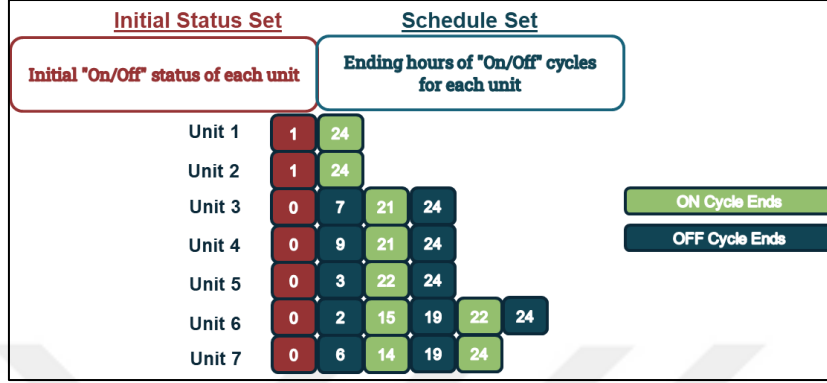 Initial Status Set Schedule Set
Initial "On/Off" status of each unit
Ending hours of "On/Off" cycles
for each unit
Unit 1 1 24
Unit 2 1 24
Unit 3 0 7 21 24
Unit 4 0 9 21 24
Unit 5 0 3 22 24
Unit 6 0 2 15 19 22 24
Unit 7 0 6 14 19 24
ON Cycle Ends
OFF Cycle Ends